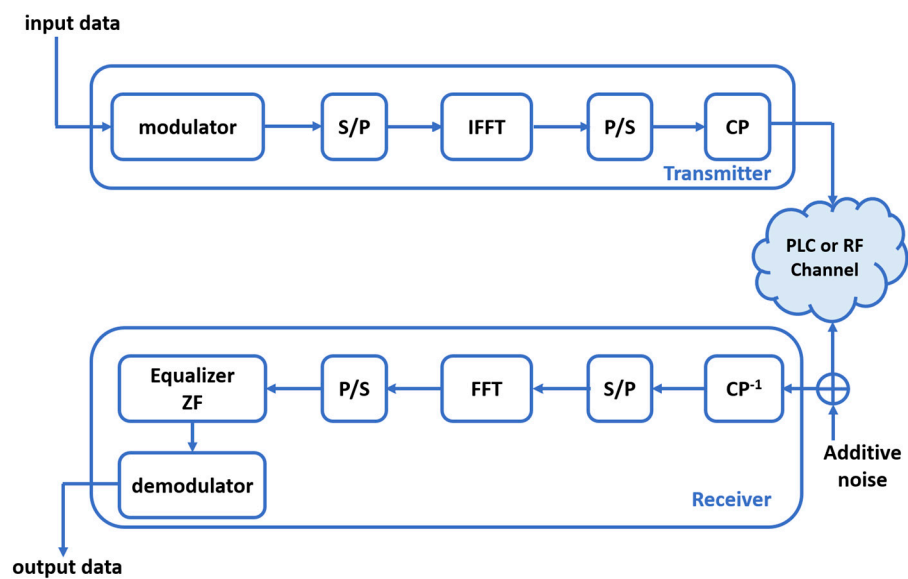 input data
modulator
S/P
IFFT
P/S
CP
Transmitter
PLC or RF
Channel
Equalizer
ZF
P/S
FFT
S/P
CP-1
Additive
noise
demodulator
Receiver
output data